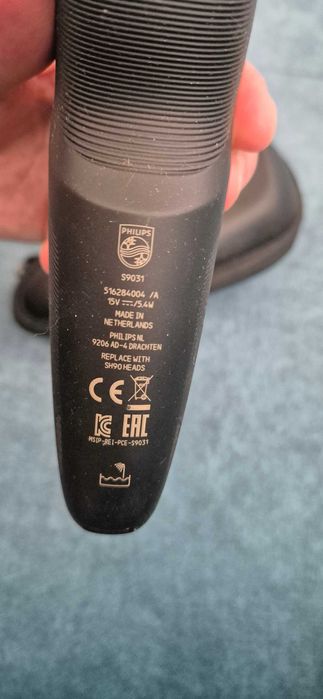 PHILIPS
S9031
516284004 /A
15V ⎓/5.4W
MADE IN
NETHERLANDS
PHILIPS NL
9206 AD-4 DRACHTEN
REPLACE WITH
SH90 HEADS
CE
EAC
MSIP-REI-PCE-S9031